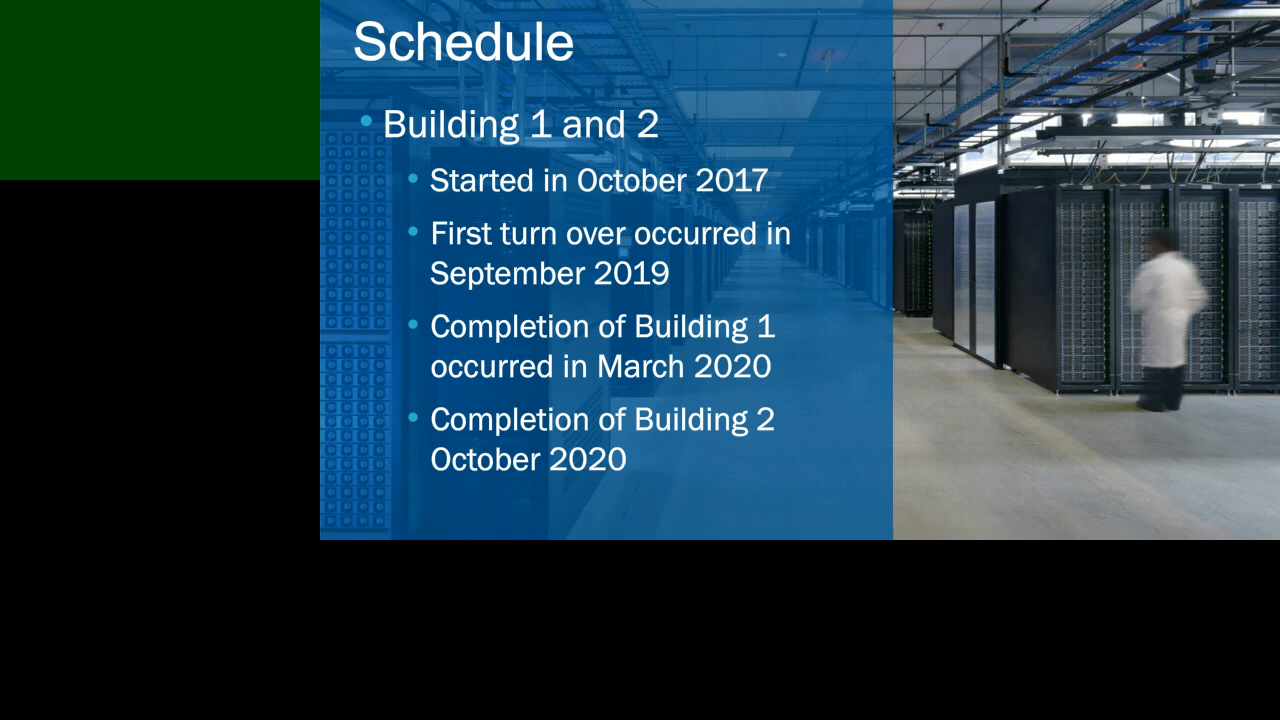 Schedule
• Building 1 and 2
• Started in October 2017
• First turn over occurred in
September 2019
• Completion of Building 1
occurred in March 2020
• Completion of Building 2
October 2020